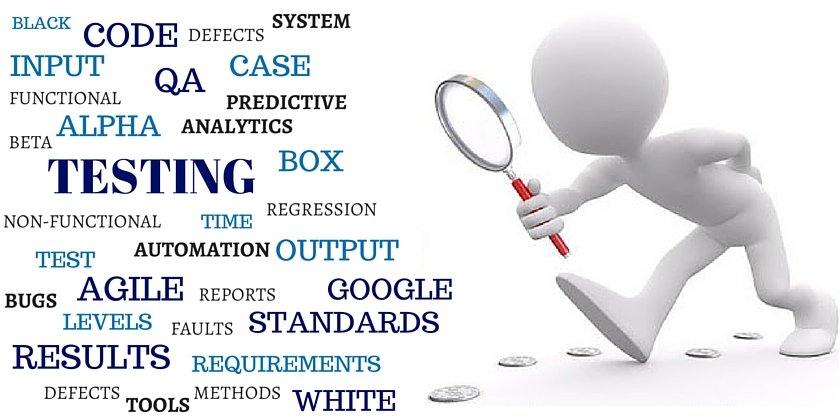 BLACK CODE DEFECTS SYSTEM
INPUT QA CASE
FUNCTIONAL PREDICTIVE
BETA ALPHA ANALYTICS
TESTING BOX
NON-FUNCTIONAL TIME REGRESSION
TEST AUTOMATION OUTPUT
BUGS AGILE REPORTS GOOGLE
LEVELS FAULTS STANDARDS
RESULTS REQUIREMENTS
DEFECTS TOOLS METHODS WHITE